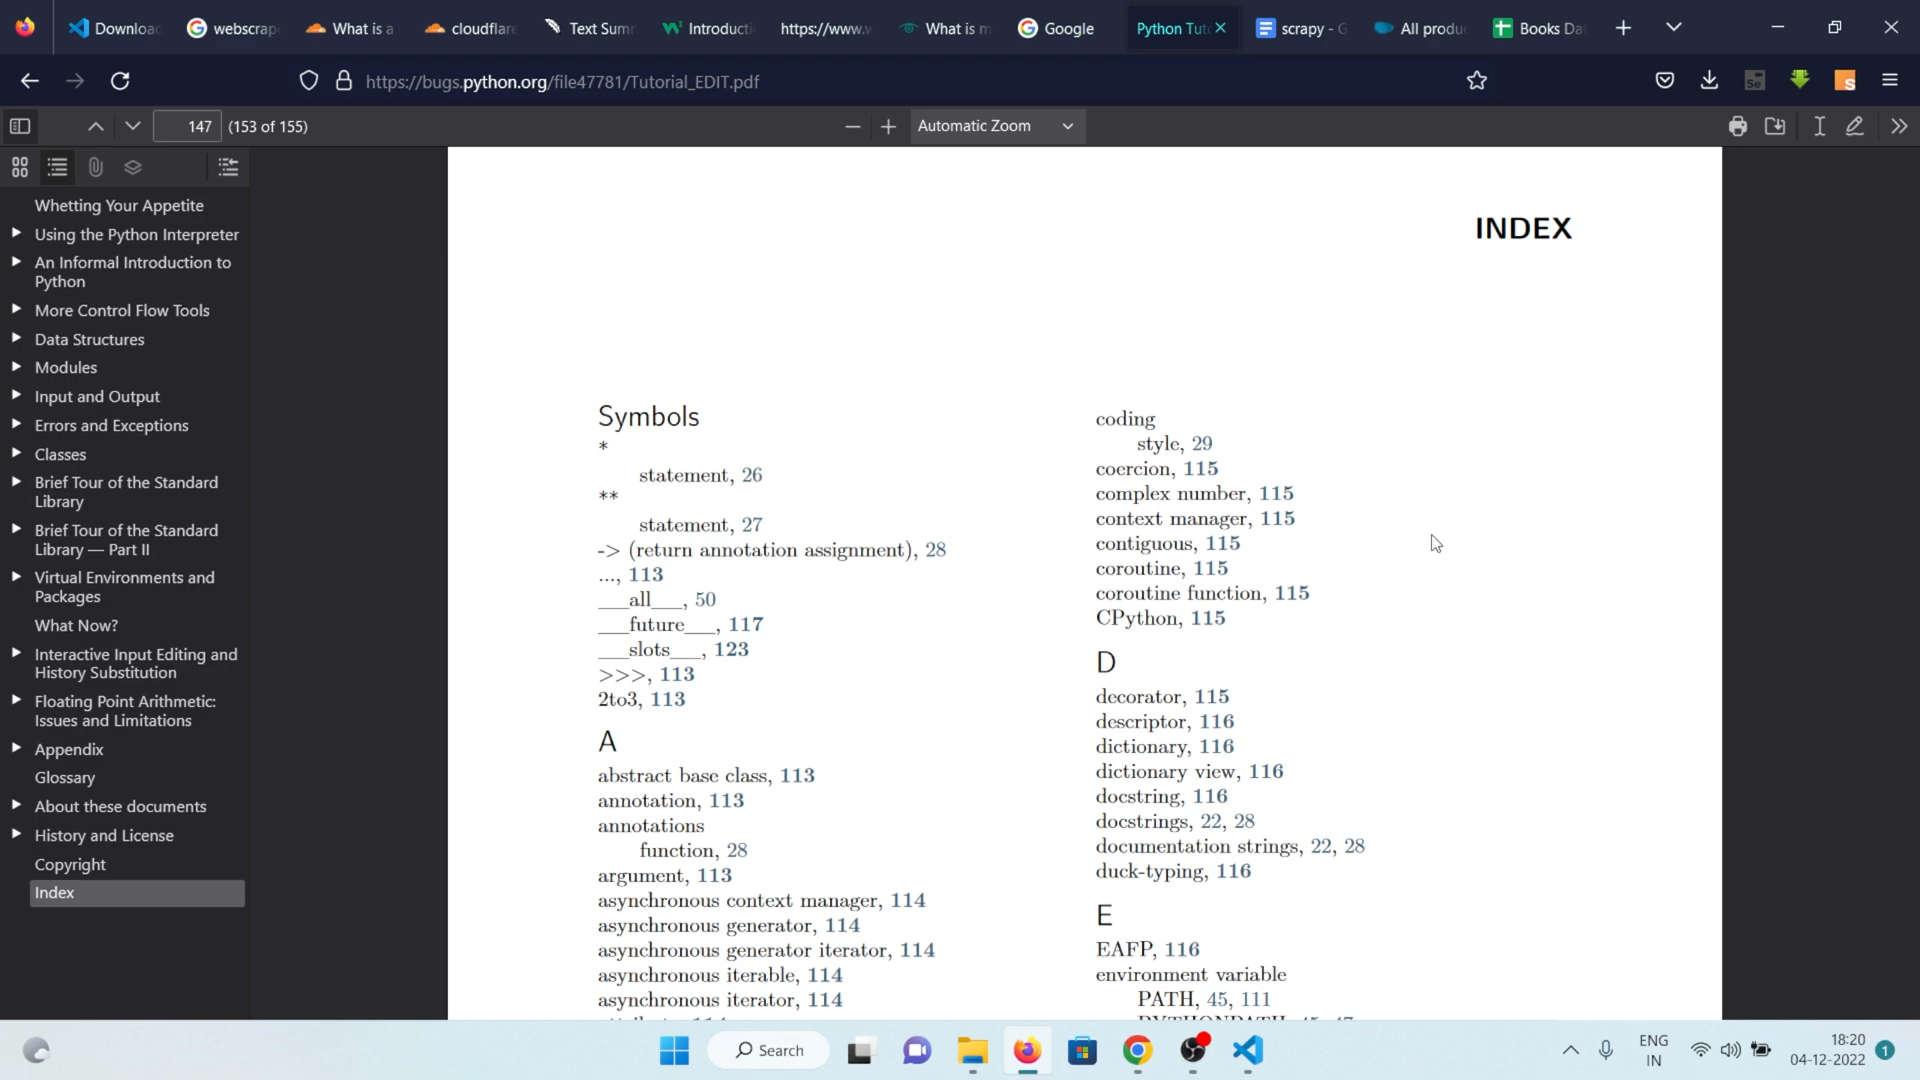 Download
webscrap
What is a
cloudflare
Text Sum
Introducti
https://www.w
What is m
Google
Python Tut
scrapy - G
All produ
Books Da
https://bugs.python.org/file47781/Tutorial_EDIT.pdf
147 (153 of 155)
Automatic Zoom
Whetting Your Appetite
Using the Python Interpreter
An Informal Introduction to
Python
More Control Flow Tools
Data Structures
Modules
Input and Output
Errors and Exceptions
Classes
Brief Tour of the Standard
Library
Brief Tour of the Standard
Library — Part II
Virtual Environments and
Packages
What Now?
Interactive Input Editing and
History Substitution
Floating Point Arithmetic:
Issues and Limitations
Appendix
Glossary
About these documents
History and License
Copyright
Index
INDEX
Symbols
*
statement, 26
**
statement, 27
-> (return annotation assignment), 28
..., 113
__all__, 50
__future__, 117
__slots__, 123
>>>, 113
2to3, 113
A
abstract base class, 113
annotation, 113
annotations
function, 28
argument, 113
asynchronous context manager, 114
asynchronous generator, 114
asynchronous generator iterator, 114
asynchronous iterable, 114
asynchronous iterator, 114
coding
style, 29
coercion, 115
complex number, 115
context manager, 115
contiguous, 115
coroutine, 115
coroutine function, 115
CPython, 115
D
decorator, 115
descriptor, 116
dictionary, 116
dictionary view, 116
docstring, 116
docstrings, 22, 28
documentation strings, 22, 28
duck-typing, 116
E
EAFP, 116
environment variable
PATH, 45, 111
Search
ENG
IN
18:20
04-12-2022
1